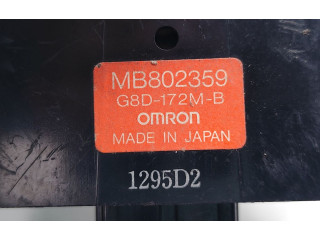 MB802359
G8D-172M-B
OMRON
MADE IN JAPAN
1295D2